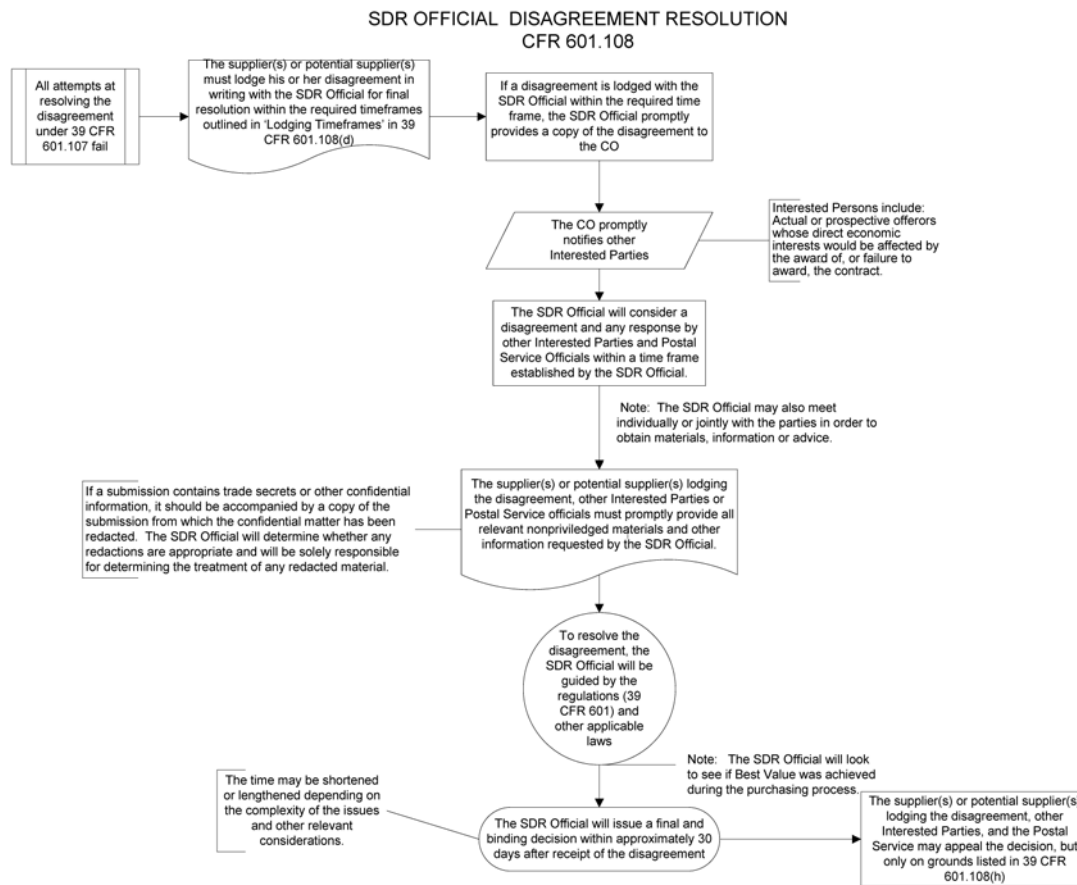 SDR OFFICIAL DISAGREEMENT RESOLUTION
CFR 601.108
All attempts at
resolving the
disagreement
under 39 CFR
601.107 fail
The supplier(s) or potential supplier(s)
must lodge his or her disagreement in
writing with the SDR Official for final
resolution within the required timeframes
outlined in ‘Lodging Timeframes’ in 39
CFR 601.108(d)
If a disagreement is lodged with the
SDR Official within the required time
frame, the SDR Official promptly
provides a copy of the disagreement to
the CO
The CO promptly
notifies other
Interested Parties
Interested Persons include:
Actual or prospective offerors
whose direct economic
interests would be affected by
the award of, or failure to
award, the contract.
The SDR Official will consider a
disagreement and any response by
other Interested Parties and Postal
Service Officials within a time frame
established by the SDR Official.
Note: The SDR Official may also meet
individually or jointly with the parties in order to
obtain materials, information or advice.
If a submission contains trade secrets or other confidential
information, it should be accompanied by a copy of the
submission from which the confidential matter has been
redacted. The SDR Official will determine whether any
redactions are appropriate and will be solely responsible
for determining the treatment of any redacted material.
The supplier(s) or potential supplier(s) lodging
the disagreement, other Interested Parties or
Postal Service officials must promptly provide all
relevant nonpriviledged materials and other
information requested by the SDR Official.
To resolve the
disagreement, the
SDR Official will be
guided by the
regulations (39
CFR 601) and
other applicable
laws
Note: The SDR Official will look
to see if Best Value was achieved
during the purchasing process.
The time may be shortened
or lengthened depending on
the complexity of the issues
and other relevant
considerations.
The SDR Official will issue a final and
binding decision within approximately 30
days after receipt of the disagreement
The supplier(s) or potential supplier(s)
lodging the disagreement, other
Interested Parties, and the Postal
Service may appeal the decision, but
only on grounds listed in 39 CFR
601.108(h)